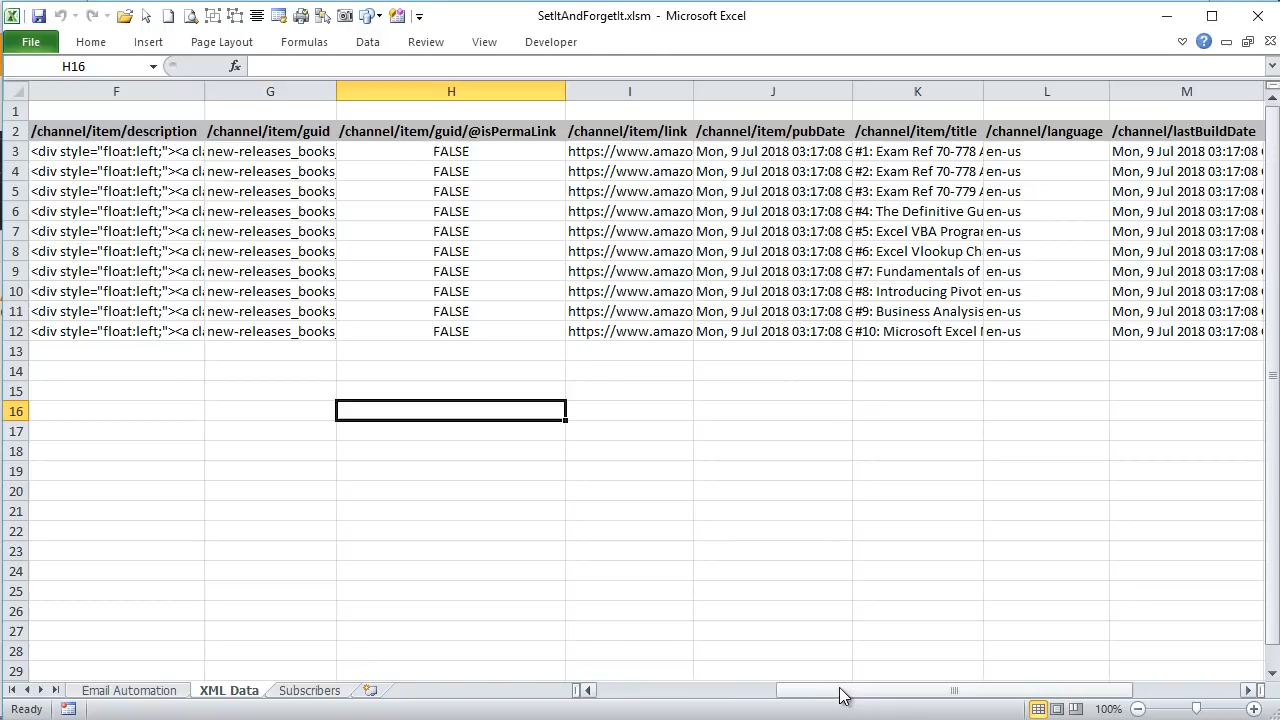 SetItAndForgetIt.xlsm - Microsoft Excel
File Home Insert Page Layout Formulas Data Review View Developer
H16 fx
F G H I J K L M
1
2 /channel/item/description /channel/item/guid /channel/item/guid/@isPermaLink /channel/item/link /channel/item/pubDate /channel/item/title /channel/language /channel/lastBuildDate
3 <div style="float:left;"><a cla new-releases_books, FALSE https://www.amazo Mon, 9 Jul 2018 03:17:08 G #1: Exam Ref 70-778 A en-us Mon, 9 Jul 2018 03:17:08 G
4 <div style="float:left;"><a cla new-releases_books, FALSE https://www.amazo Mon, 9 Jul 2018 03:17:08 G #2: Exam Ref 70-778 A en-us Mon, 9 Jul 2018 03:17:08 G
5 <div style="float:left;"><a cla new-releases_books, FALSE https://www.amazo Mon, 9 Jul 2018 03:17:08 G #3: Exam Ref 70-779 A en-us Mon, 9 Jul 2018 03:17:08 G
6 <div style="float:left;"><a cla new-releases_books, FALSE https://www.amazo Mon, 9 Jul 2018 03:17:08 G #4: The Definitive Gu en-us Mon, 9 Jul 2018 03:17:08 G
7 <div style="float:left;"><a cla new-releases_books, FALSE https://www.amazo Mon, 9 Jul 2018 03:17:08 G #5: Excel VBA Program en-us Mon, 9 Jul 2018 03:17:08 G
8 <div style="float:left;"><a cla new-releases_books, FALSE https://www.amazo Mon, 9 Jul 2018 03:17:08 G #6: Excel Vlookup Ch en-us Mon, 9 Jul 2018 03:17:08 G
9 <div style="float:left;"><a cla new-releases_books, FALSE https://www.amazo Mon, 9 Jul 2018 03:17:08 G #7: Fundamentals of en-us Mon, 9 Jul 2018 03:17:08 G
10 <div style="float:left;"><a cla new-releases_books, FALSE https://www.amazo Mon, 9 Jul 2018 03:17:08 G #8: Introducing Pivot en-us Mon, 9 Jul 2018 03:17:08 G
11 <div style="float:left;"><a cla new-releases_books, FALSE https://www.amazo Mon, 9 Jul 2018 03:17:08 G #9: Business Analysis en-us Mon, 9 Jul 2018 03:17:08 G
12 <div style="float:left;"><a cla new-releases_books, FALSE https://www.amazo Mon, 9 Jul 2018 03:17:08 G #10: Microsoft Excel en-us Mon, 9 Jul 2018 03:17:08 G
13
14
15
16
17
18
19
20
21
22
23
24
25
26
27
28
29
Email Automation XML Data Subscribers
Ready 100%